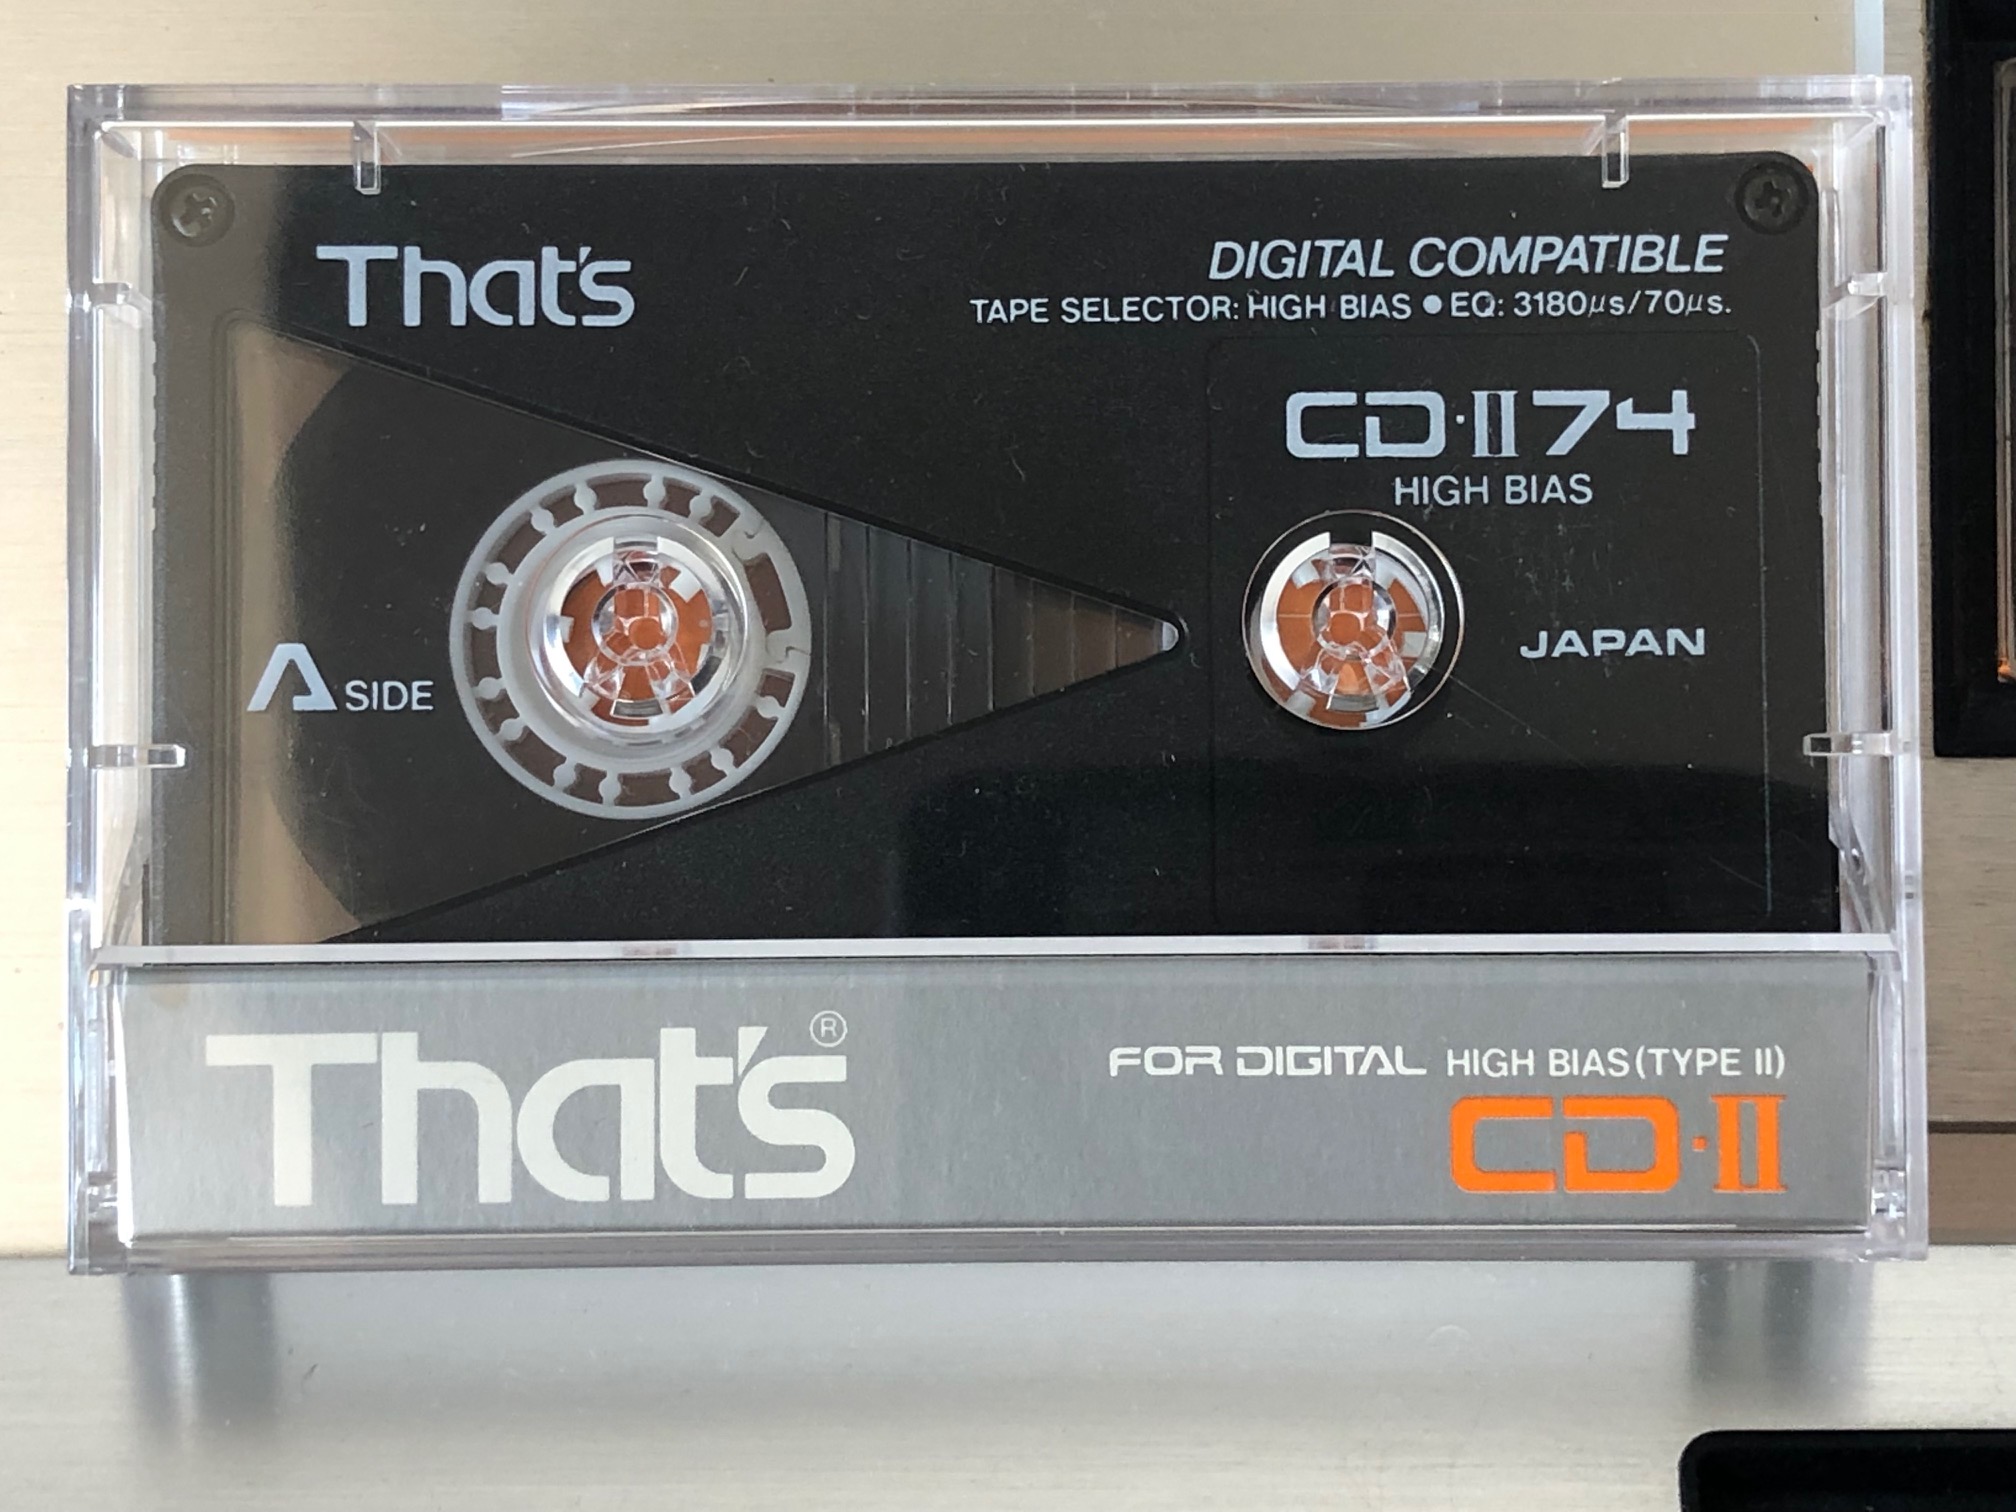 That's
DIGITAL COMPATIBLE
TAPE SELECTOR: HIGH BIAS ● EQ: 3180μs/70μs.
CD·II 74
HIGH BIAS
A SIDE
JAPAN
That's®
FOR DIGITAL HIGH BIAS (TYPE II)
CD·II